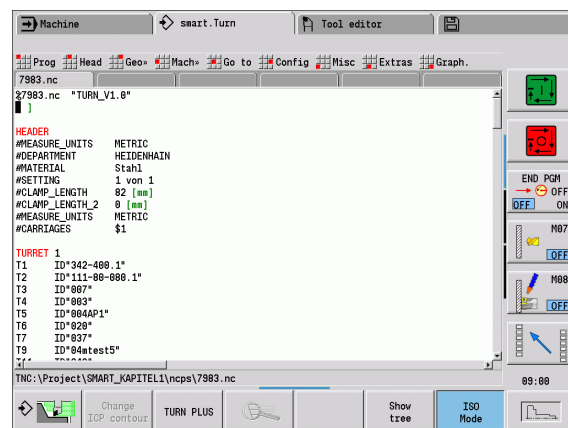 Machine smart.Turn Tool editor
Prog Head Geo» Mach» Go to Config Misc Extras Graph.
7983.nc
%7983.nc "TURN_V1.0"
[ ]
HEADER
#MEASURE_UNITS METRIC
#DEPARTMENT HEIDENHAIN
#MATERIAL Stahl
#SETTING 1 von 1
#CLAMP_LENGTH 82 [mm]
#CLAMP_LENGTH_2 0 [mm]
#MEASURE_UNITS METRIC
#CARRIAGES $1
TURRET 1
T1 ID"342-400.1"
T2 ID"111-80-080.1"
T3 ID"007"
T4 ID"003"
T5 ID"004AP1"
T6 ID"020"
T7 ID"037"
T9 ID"04mtest5"
TNC:\Project\SMART_KAPITEL1\ncps\7983.nc
END PGM
OFF
OFF ON
M07
OFF
M08
OFF
09:00
Change
ICP contour
TURN PLUS
Show
tree
ISO
Mode